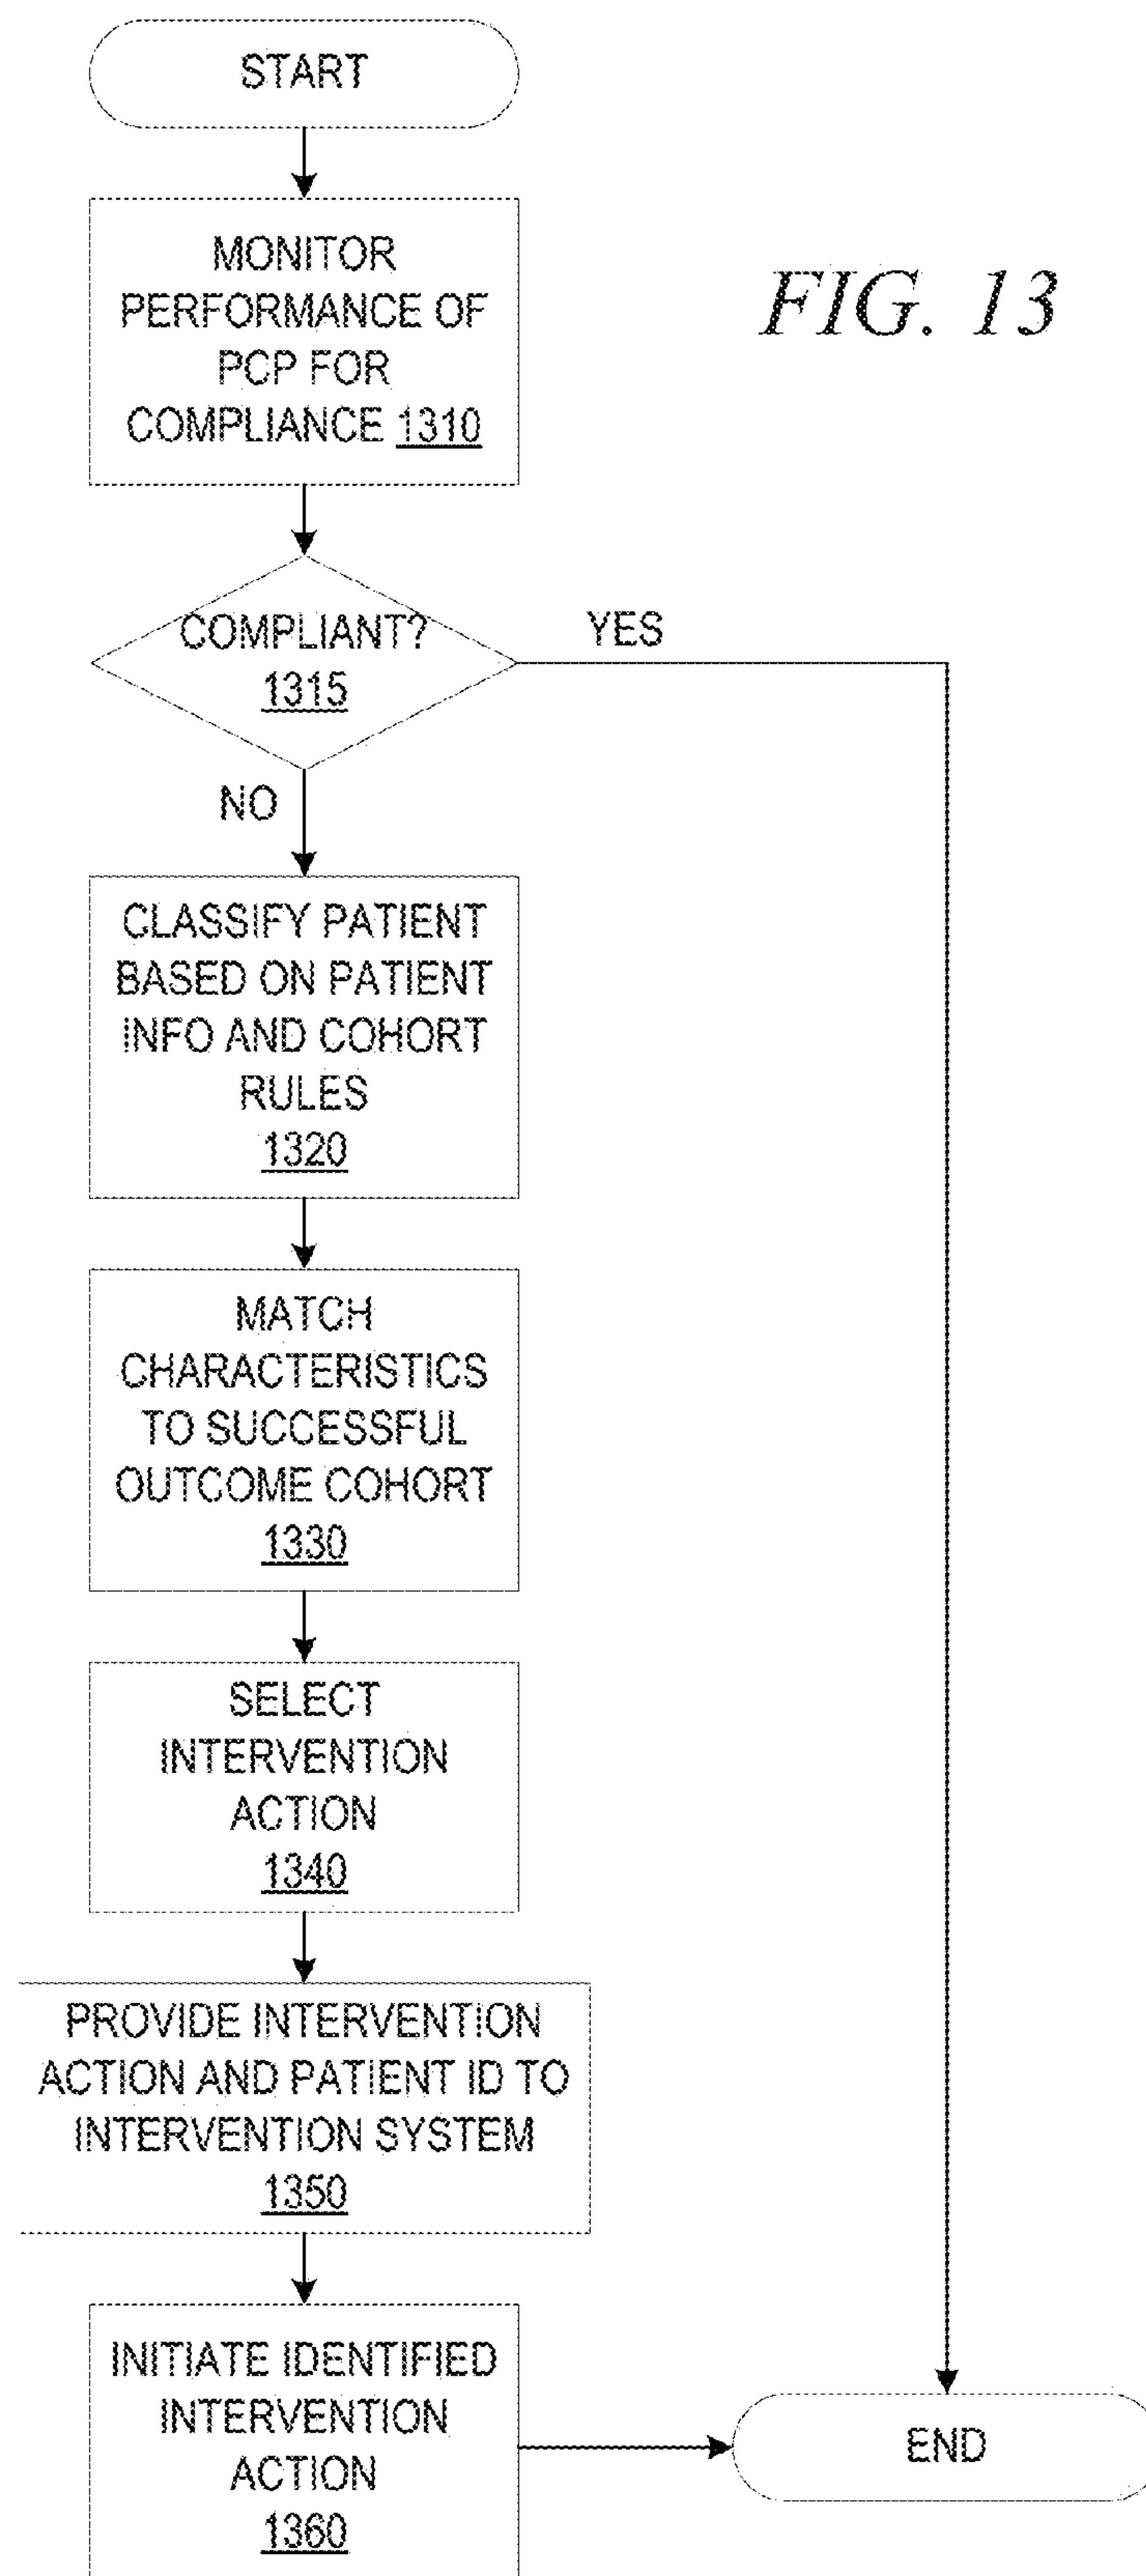 START
MONITOR
PERFORMANCE OF
PCP FOR
COMPLIANCE 1310
FIG. 13
COMPLIANT?
1315
YES
NO
CLASSIFY PATIENT
BASED ON PATIENT
INFO AND COHORT
RULES
1320
MATCH
CHARACTERISTICS
TO SUCCESSFUL
OUTCOME COHORT
1330
SELECT
INTERVENTION
ACTION
1340
PROVIDE INTERVENTION
ACTION AND PATIENT ID TO
INTERVENTION SYSTEM
1350
INITIATE IDENTIFIED
INTERVENTION
ACTION
1360
END